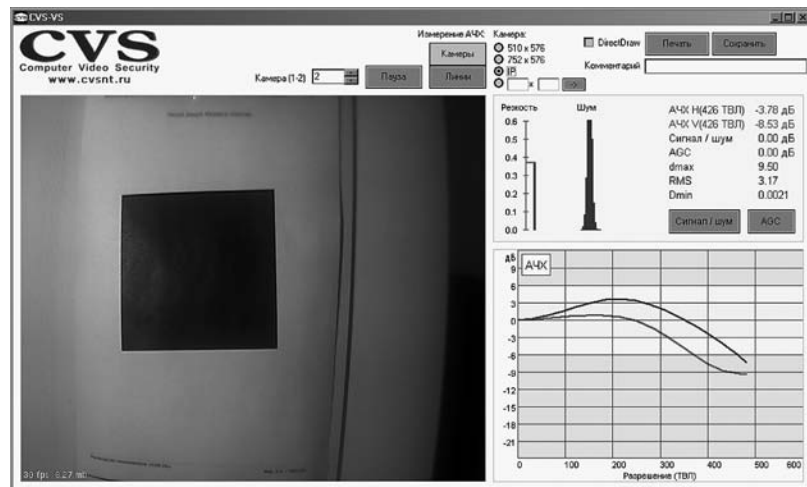 CVS-VS
CVS
Computer Video Security
www.cvsnt.ru
Камера (1-2) 2
Пауза
Измерение АЧХ:
Камеры
Линии
Камера:
510 x 576
752 x 576
IP
x
DirectDraw
Печать
Сохранить
Комментарий
Резкость
Шум
0.6
0.5
0.4
0.3
0.2
0.1
0.0
АЧХ H(426 ТВЛ) -3.78 дБ
АЧХ V(426 ТВЛ) -8.53 дБ
Сигнал / шум 0.00 дБ
AGC 0.00 дБ
dmax 9.50
RMS 3.17
Dmin 0.0021
Сигнал / шум
AGC
дБ
АЧХ
9
6
3
0
-3
-6
-9
-12
-15
-18
-21
0 100 200 300 400 500 600
Разрешение (ТВЛ)
30 fps 6.27 mb